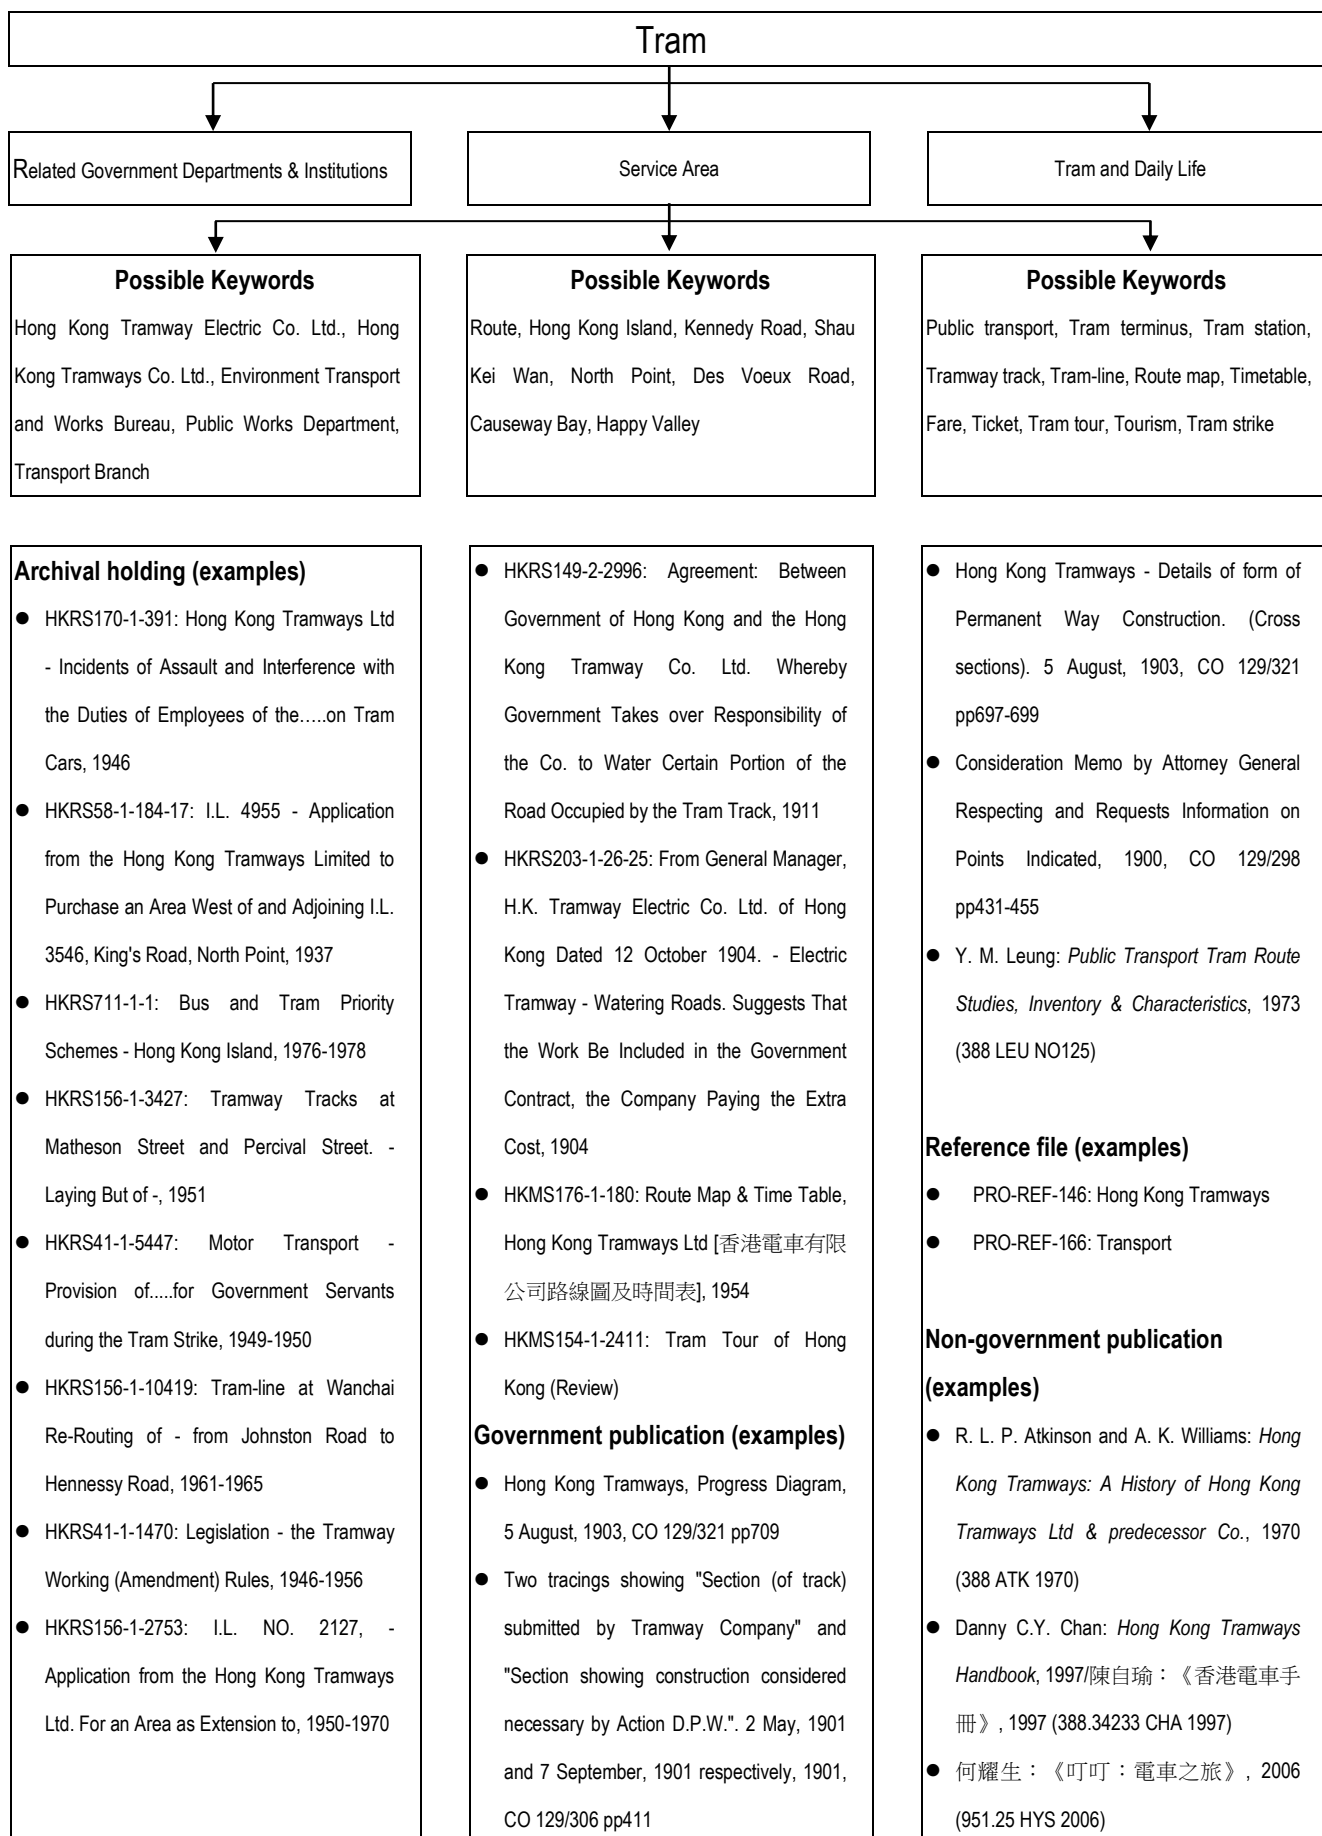 Tram
Related Government Departments & Institutions
Service Area
Tram and Daily Life
Possible Keywords
Hong Kong Tramway Electric Co. Ltd., Hong
Kong Tramways Co. Ltd., Environment Transport
and Works Bureau, Public Works Department,
Transport Branch
Possible Keywords
Route, Hong Kong Island, Kennedy Road, Shau
Kei Wan, North Point, Des Voeux Road,
Causeway Bay, Happy Valley
Possible Keywords
Public transport, Tram terminus, Tram station,
Tramway track, Tram-line, Route map, Timetable,
Fare, Ticket, Tram tour, Tourism, Tram strike
Archival holding (examples)
● HKRS170-1-391: Hong Kong Tramways Ltd
- Incidents of Assault and Interference with
the Duties of Employees of the…..on Tram
Cars, 1946
● HKRS58-1-184-17: I.L. 4955 - Application
from the Hong Kong Tramways Limited to
Purchase an Area West of and Adjoining I.L.
3546, King's Road, North Point, 1937
● HKRS711-1-1: Bus and Tram Priority
Schemes - Hong Kong Island, 1976-1978
● HKRS156-1-3427: Tramway Tracks at
Matheson Street and Percival Street. -
Laying But of -, 1951
● HKRS41-1-5447: Motor Transport -
Provision of.....for Government Servants
during the Tram Strike, 1949-1950
● HKRS156-1-10419: Tram-line at Wanchai
Re-Routing of - from Johnston Road to
Hennessy Road, 1961-1965
● HKRS41-1-1470: Legislation - the Tramway
Working (Amendment) Rules, 1946-1956
● HKRS156-1-2753: I.L. NO. 2127, -
Application from the Hong Kong Tramways
Ltd. For an Area as Extension to, 1950-1970
● HKRS149-2-2996: Agreement: Between
Government of Hong Kong and the Hong
Kong Tramway Co. Ltd. Whereby
Government Takes over Responsibility of
the Co. to Water Certain Portion of the
Road Occupied by the Tram Track, 1911
● HKRS203-1-26-25: From General Manager,
H.K. Tramway Electric Co. Ltd. of Hong
Kong Dated 12 October 1904. - Electric
Tramway - Watering Roads. Suggests That
the Work Be Included in the Government
Contract, the Company Paying the Extra
Cost, 1904
● HKMS176-1-180: Route Map & Time Table,
Hong Kong Tramways Ltd [香港電車有限
公司路線圖及時間表], 1954
● HKMS154-1-2411: Tram Tour of Hong
Kong (Review)
Government publication (examples)
● Hong Kong Tramways, Progress Diagram,
5 August, 1903, CO 129/321 pp709
● Two tracings showing "Section (of track)
submitted by Tramway Company" and
"Section showing construction considered
necessary by Action D.P.W.". 2 May, 1901
and 7 September, 1901 respectively, 1901,
CO 129/306 pp411
● Hong Kong Tramways - Details of form of
Permanent Way Construction. (Cross
sections). 5 August, 1903, CO 129/321
pp697-699
● Consideration Memo by Attorney General
Respecting and Requests Information on
Points Indicated, 1900, CO 129/298
pp431-455
● Y. M. Leung: Public Transport Tram Route
Studies, Inventory & Characteristics, 1973
(388 LEU NO125)
Reference file (examples)
● PRO-REF-146: Hong Kong Tramways
● PRO-REF-166: Transport
Non-government publication
(examples)
● R. L. P. Atkinson and A. K. Williams: Hong
Kong Tramways: A History of Hong Kong
Tramways Ltd & predecessor Co., 1970
(388 ATK 1970)
● Danny C.Y. Chan: Hong Kong Tramways
Handbook, 1997/陳自瑜：《香港電車手
冊》, 1997 (388.34233 CHA 1997)
● 何耀生：《叮叮：電車之旅》, 2006
(951.25 HYS 2006)